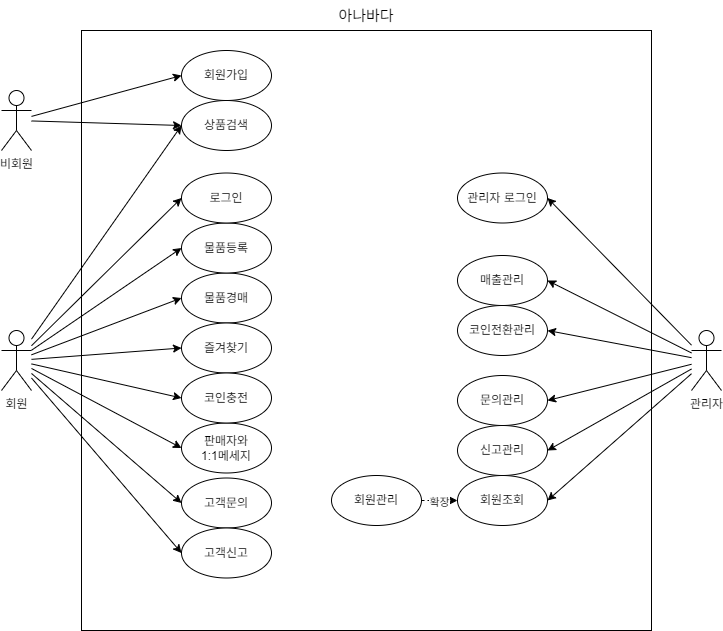 아나바다
회원가입
상품검색
비회원
로그인
물품등록
물품경매
즐겨찾기
코인충전
판매자와
1:1메세지
고객문의
고객신고
회원
관리자 로그인
매출관리
코인전환관리
문의관리
신고관리
회원관리
확장
회원조회
관리자